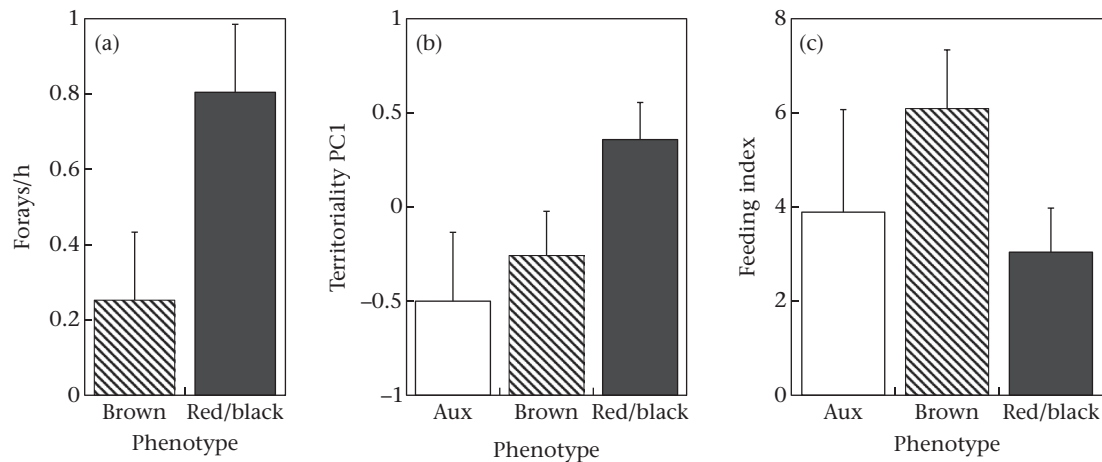 (a)
Forays/h
1
0.8
0.6
0.4
0.2
0
Brown Red/black
Phenotype
(b)
Territoriality PC1
1
0.5
0
–0.5
–1
Aux Brown Red/black
Phenotype
(c)
Feeding index
8
6
4
2
0
Aux Brown Red/black
Phenotype